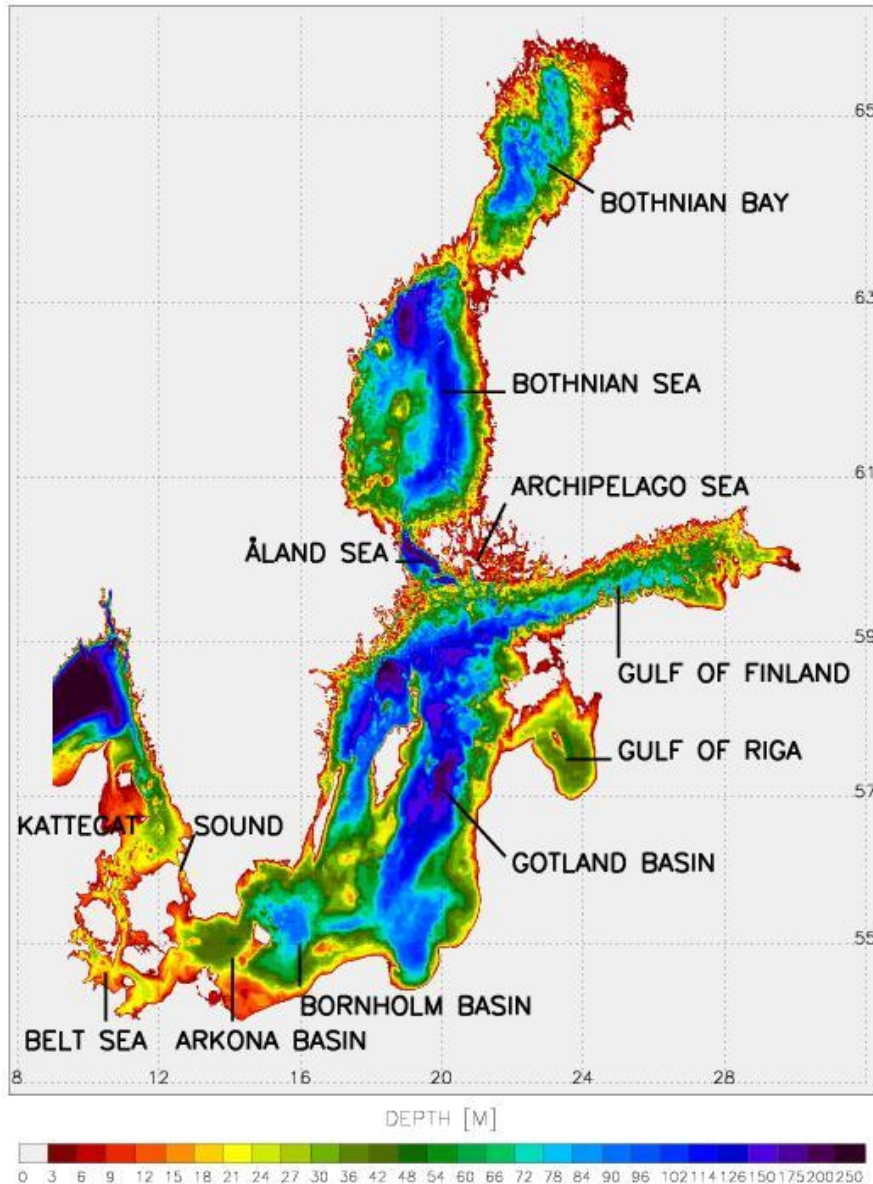 65
BOTHNIAN BAY
63
BOTHNIAN SEA
61
ARCHIPELAGO SEA
ÅLAND SEA
59
GULF OF FINLAND
GULF OF RIGA
57
KATTEGAT SOUND
GOTLAND BASIN
55
BORNHOLM BASIN
BELT SEA ARKONA BASIN
8 12 16 20 24 28
DEPTH [M]
0 3 6 9 12 15 18 21 24 27 30 36 42 48 54 60 66 72 78 84 90 96 102 114 126 150 175 200 250